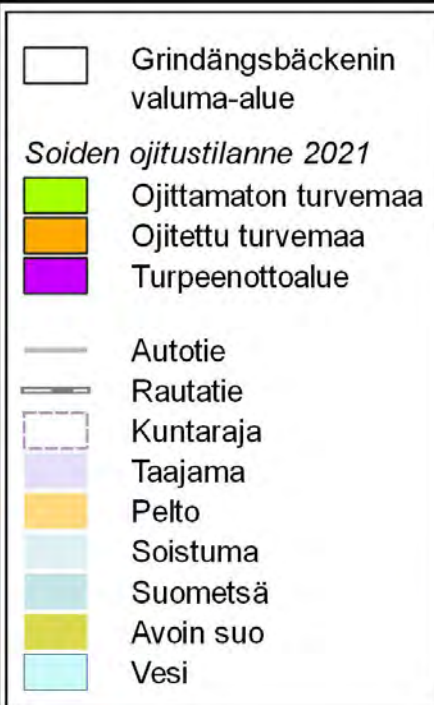 Grindängsbäckenin
valuma-alue
Soiden ojitustilanne 2021
Ojittamaton turvemaa
Ojitettu turvemaa
Turpeenottoalue
Autotie
Rautatie
Kuntaraja
Taajama
Pelto
Soistuma
Suometsä
Avoin suo
Vesi